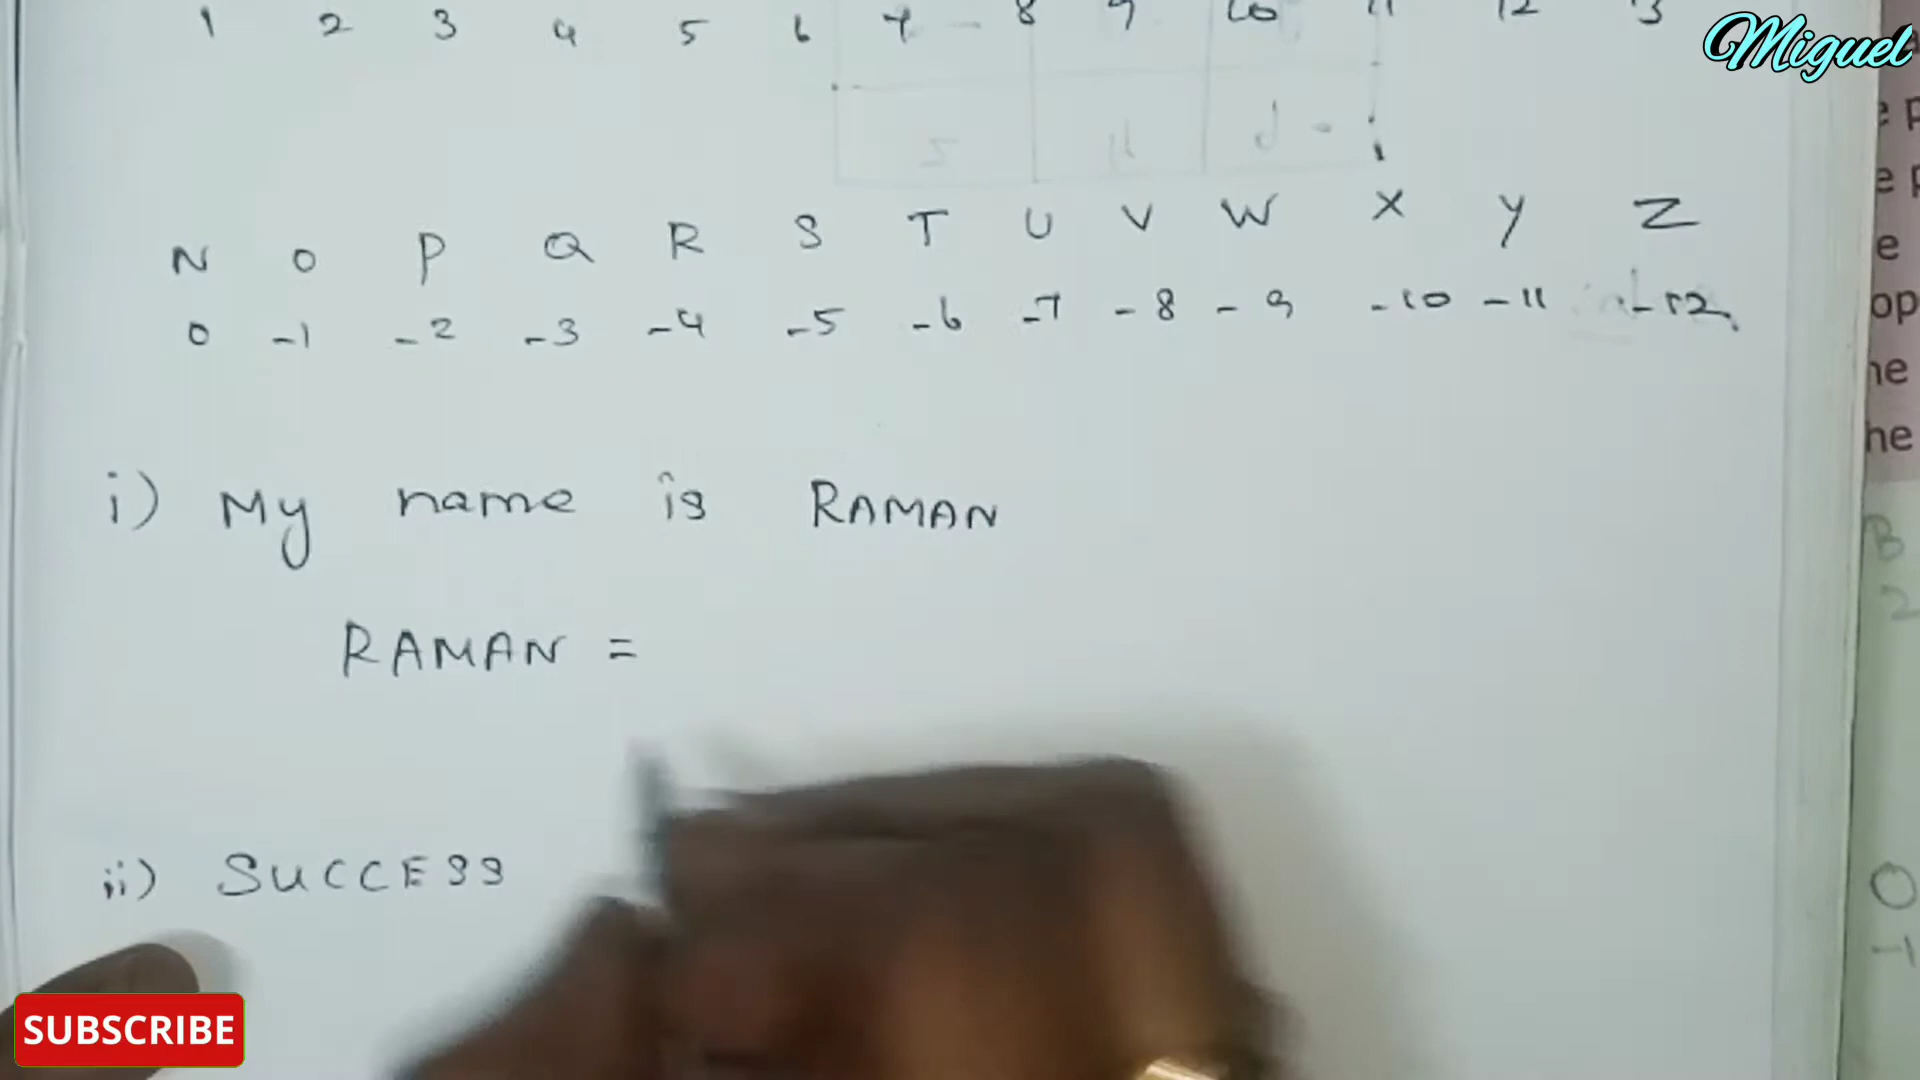 1 2 3 4 5 6 7 8 9 10 11 12 13
Miguel
N O P Q R S T U V W X Y Z
0 -1 -2 -3 -4 -5 -6 -7 -8 -9 -10 -11 -12
i) My name is RAMAN
RAMAN =
ii) SUCCESS
SUBSCRIBE